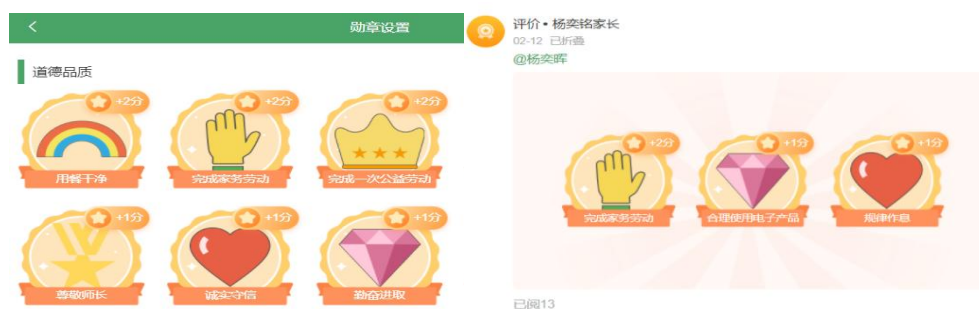 勋章设置
道德品质
+2分
+2分
+2分
用餐干净
完成家务劳动
完成一次公益劳动
+1分
+1分
+1分
尊敬师长
诚实守信
勤奋进取
评价•杨奕铭家长
02-12 已折叠
@杨奕晖
+2分
+1分
+1分
完成家务劳动
合理使用电子产品
规律作息
已阅13